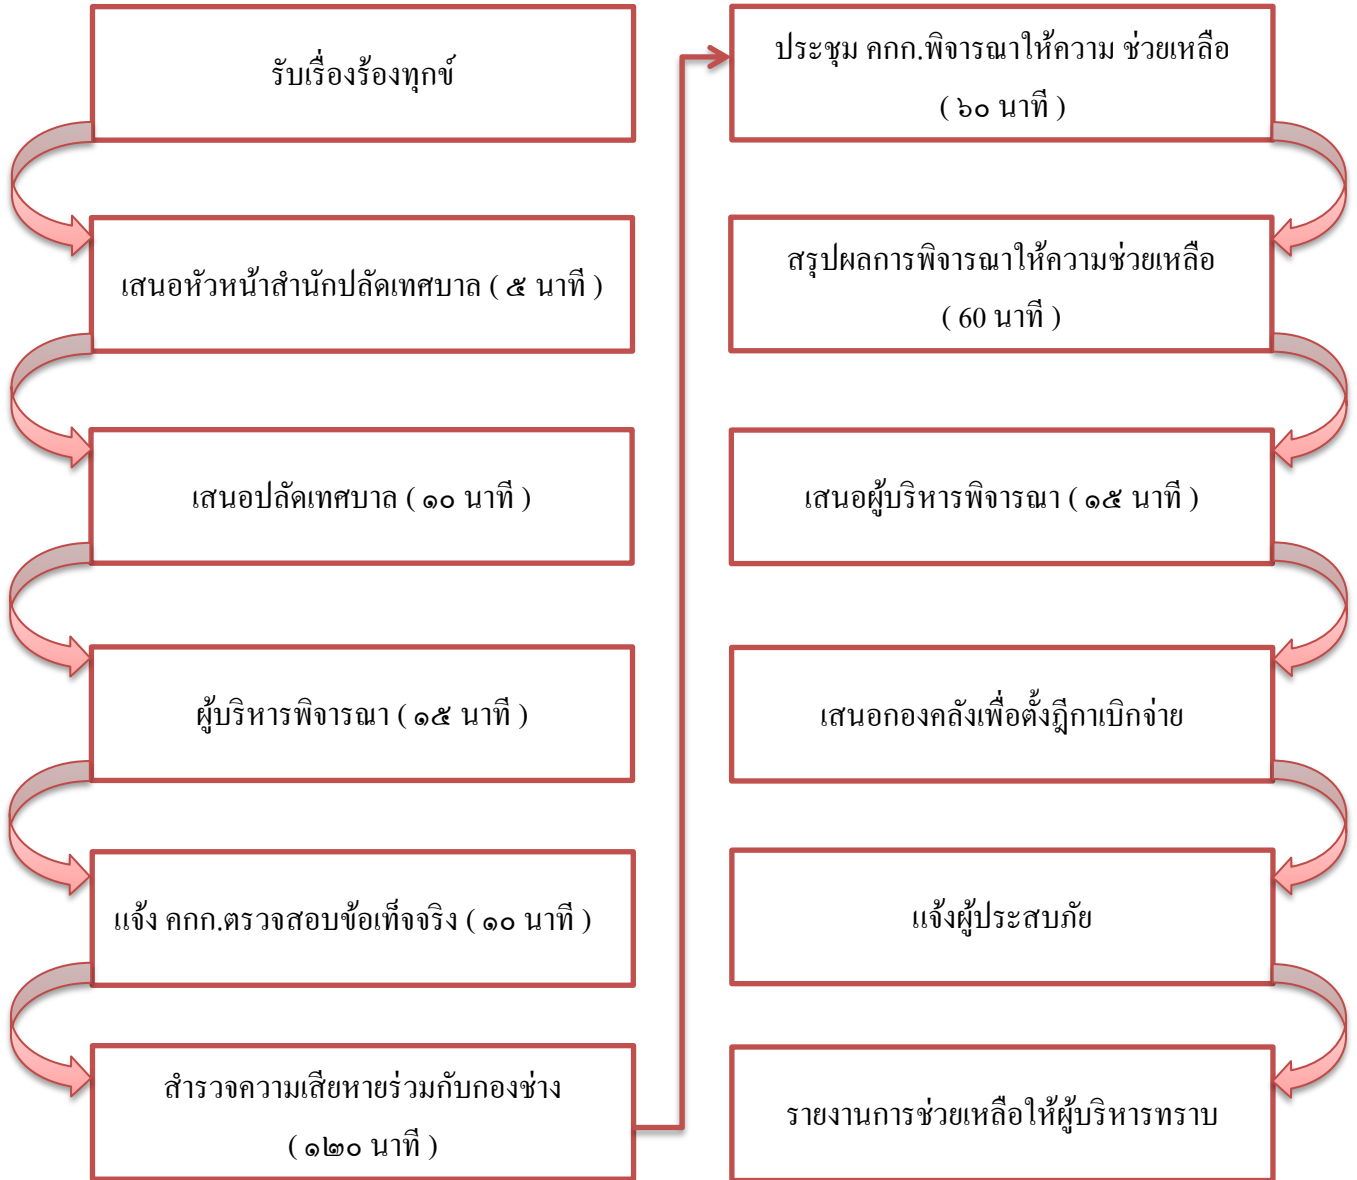 รับเรื่องร้องทุกข์
เสนอหัวหน้าสำนักปลัดเทศบาล ( ๕ นาที )
เสนอปลัดเทศบาล ( ๑๐ นาที )
ผู้บริหารพิจารณา ( ๑๕ นาที )
แจ้ง คกก.ตรวจสอบข้อเท็จจริง ( ๑๐ นาที )
สำรวจความเสียหายร่วมกับกองช่าง
( ๑๒๐ นาที )
ประชุม คกก.พิจารณาให้ความ ช่วยเหลือ
( ๖๐ นาที )
สรุปผลการพิจารณาให้ความช่วยเหลือ
( 60 นาที )
เสนอผู้บริหารพิจารณา ( ๑๕ นาที )
เสนอกองคลังเพื่อตั้งฎีกาเบิกจ่าย
แจ้งผู้ประสบภัย
รายงานการช่วยเหลือให้ผู้บริหารทราบ